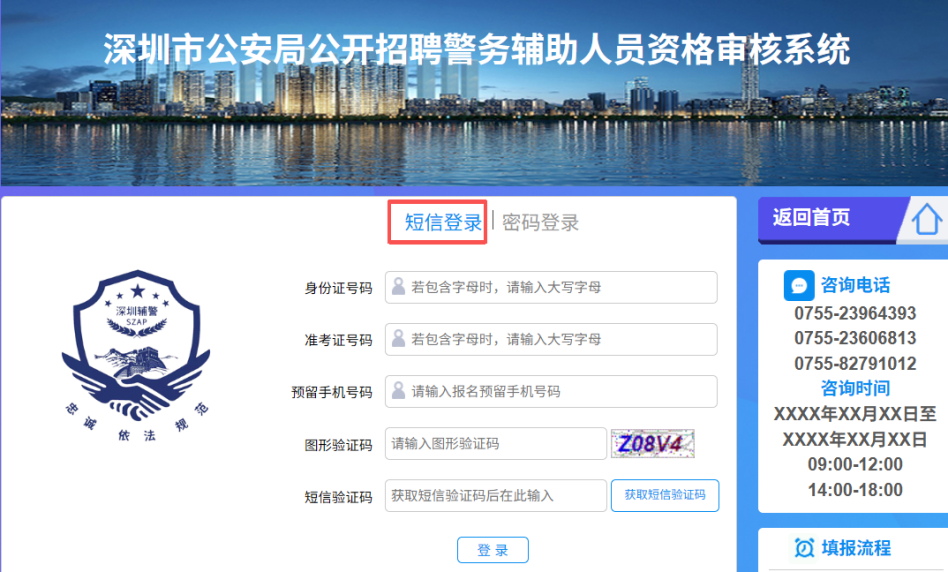 深圳市公安局公开招聘警务辅助人员资格审核系统
短信登录 | 密码登录
返回首页
深圳辅警
SZAP
忠诚 依法 规范
身份证号码 若包含字母时，请输入大写字母
准考证号码 若包含字母时，请输入大写字母
预留手机号码 请输入报名预留手机号码
图形验证码 请输入图形验证码 Z08V4
短信验证码 获取短信验证码后在此输入 获取短信验证码
登 录
咨询电话
0755-23964393
0755-23606813
0755-82791012
咨询时间
XXXX年XX月XX日至
XXXX年XX月XX日
09:00-12:00
14:00-18:00
填报流程